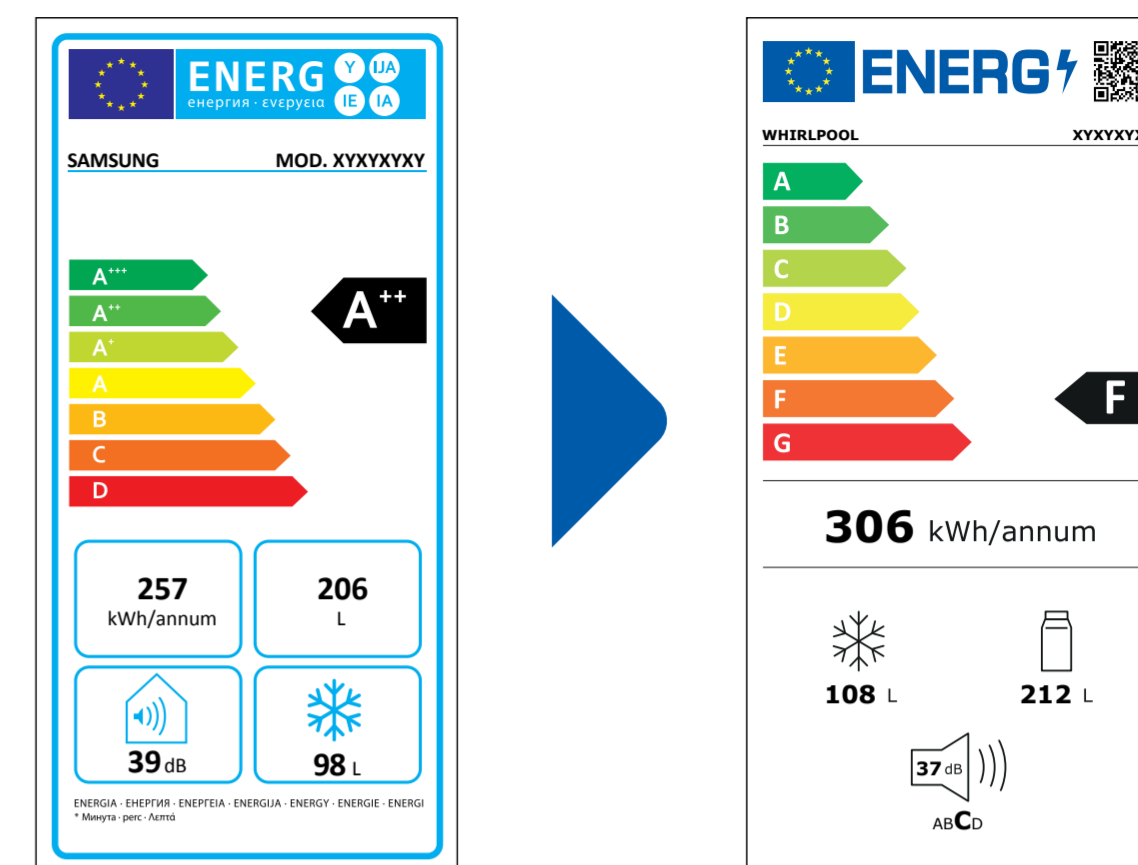 ENERG Y IJA
енергия · ενεργεια IE IA
SAMSUNG MOD. XYXYXYXY
A+++
A++
A+
A
B
C
D
A++
257
kWh/annum
206
L
39 dB
98 L
ENERGIA · ЕНЕРГИЯ · ΕΝΕΡΓΕΙΑ · ENERGIJA · ENERGY · ENERGIE · ENERGI
* Минута · perc · Λεπτά
ENERG
WHIRLPOOL XYXYXYX
A
B
C
D
E
F
G
F
306 kWh/annum
108 L
212 L
37 dB
ABCD